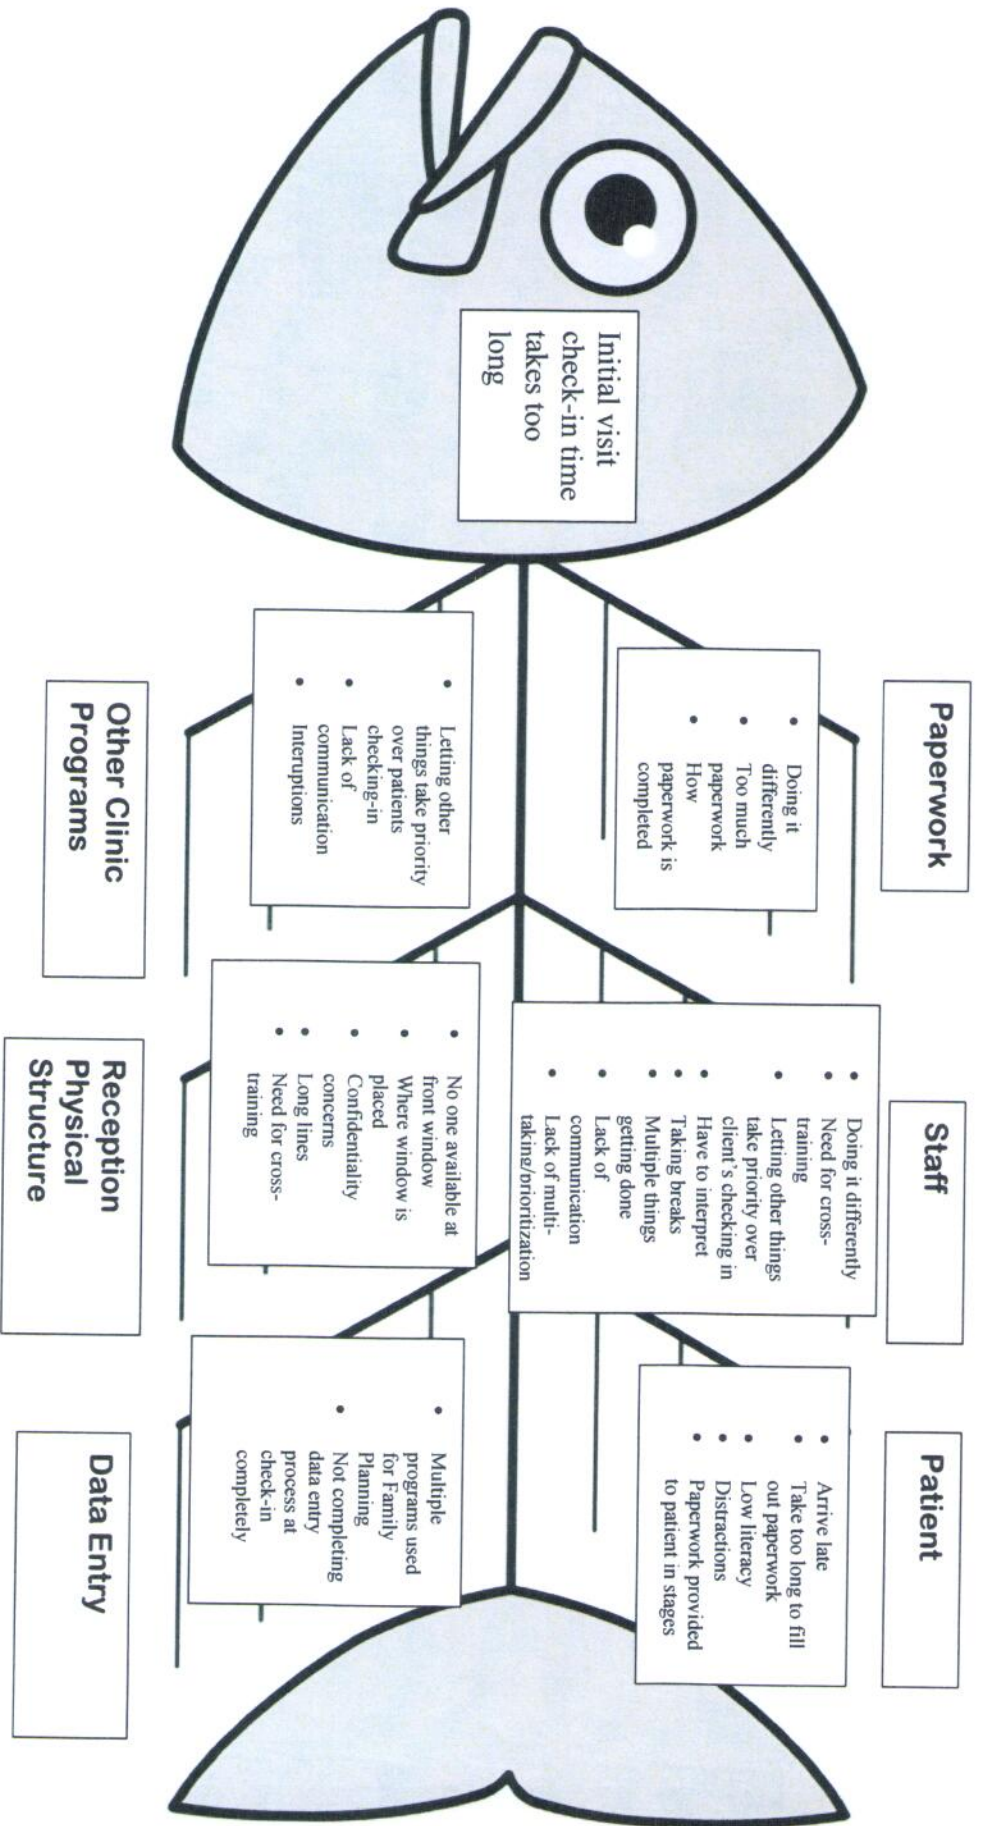 Initial visit
check-in time
takes too
long
Paperwork
• Doing it
differently
• Too much
paperwork
• How
paperwork is
completed
Staff
• Doing it differently
• Need for cross-
training
• Letting other things
take priority over
client's checking in
• Have to interpret
• Taking breaks
• Multiple things
getting done
• Lack of
communication
• Lack of multi-
taking/prioritization
Patient
• Arrive late
• Take too long to fill
out paperwork
• Low literacy
• Distractions
• Paperwork provided
to patient in stages
• Letting other
things take priority
over patients
checking-in
• Lack of
communication
• Interuptions
Other Clinic
Programs
• No one available at
front window
• Where window is
placed
• Confidentiality
concerns
• Long lines
• Need for cross-
training
Reception
Physical
Structure
• Multiple
programs used
for Family
Planning
• Not completing
data entry
process at
check-in
completely
Data Entry